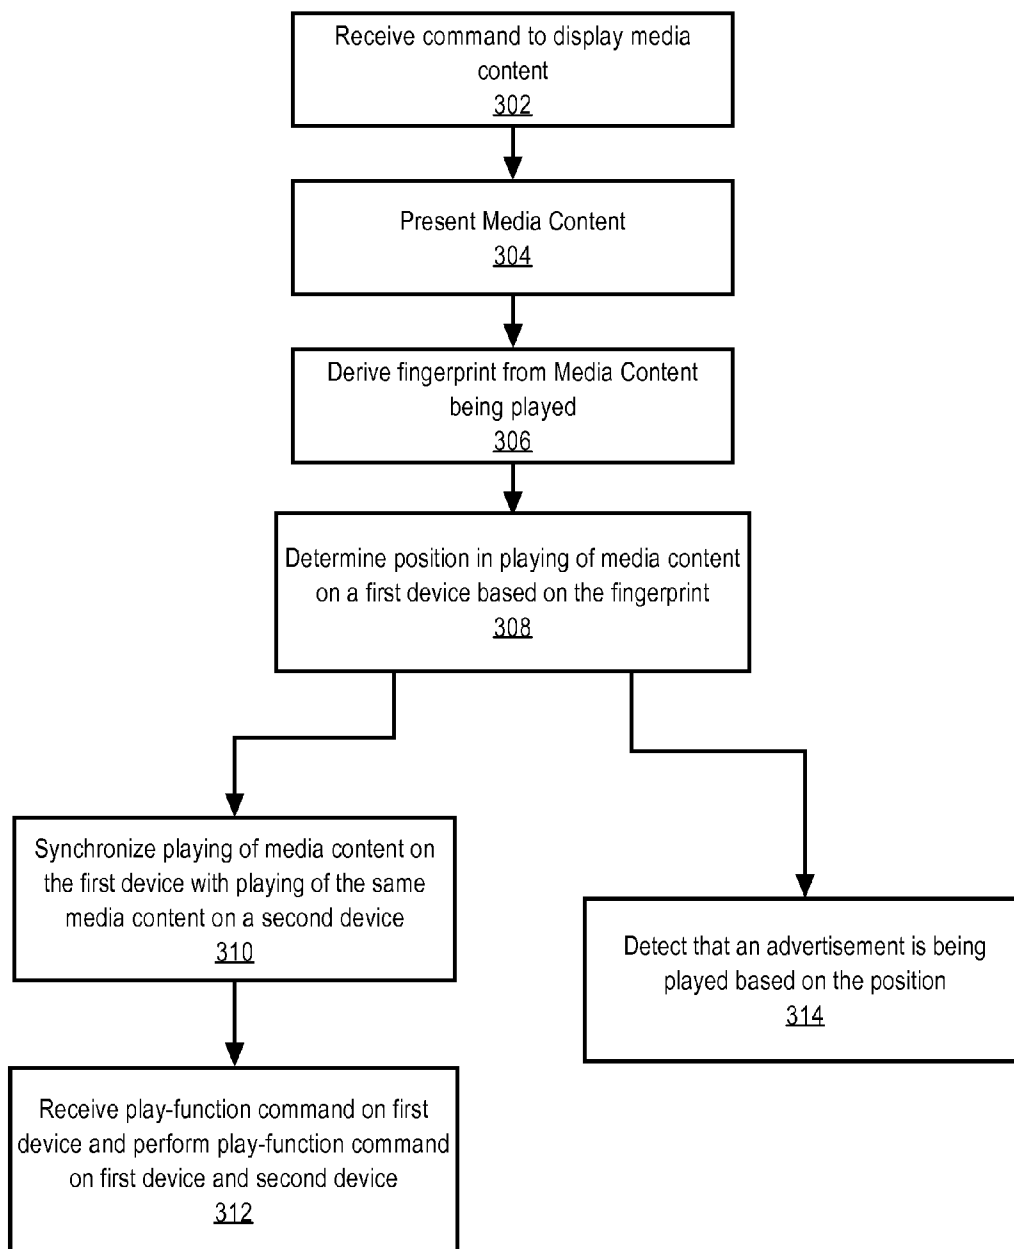 Receive command to display media
content
302
Present Media Content
304
Derive fingerprint from Media Content
being played
306
Determine position in playing of media content
on a first device based on the fingerprint
308
Synchronize playing of media content on
the first device with playing of the same
media content on a second device
310
Detect that an advertisement is being
played based on the position
314
Receive play-function command on first
device and perform play-function command
on first device and second device
312